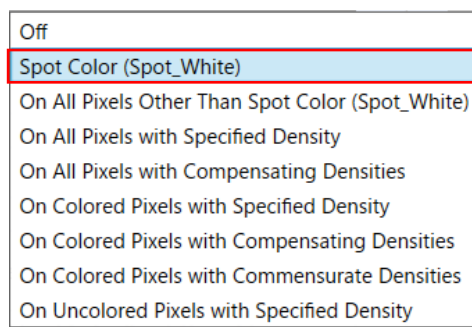 Off
Spot Color (Spot_White)
On All Pixels Other Than Spot Color (Spot_White)
On All Pixels with Specified Density
On All Pixels with Compensating Densities
On Colored Pixels with Specified Density
On Colored Pixels with Compensating Densities
On Colored Pixels with Commensurate Densities
On Uncolored Pixels with Specified Density